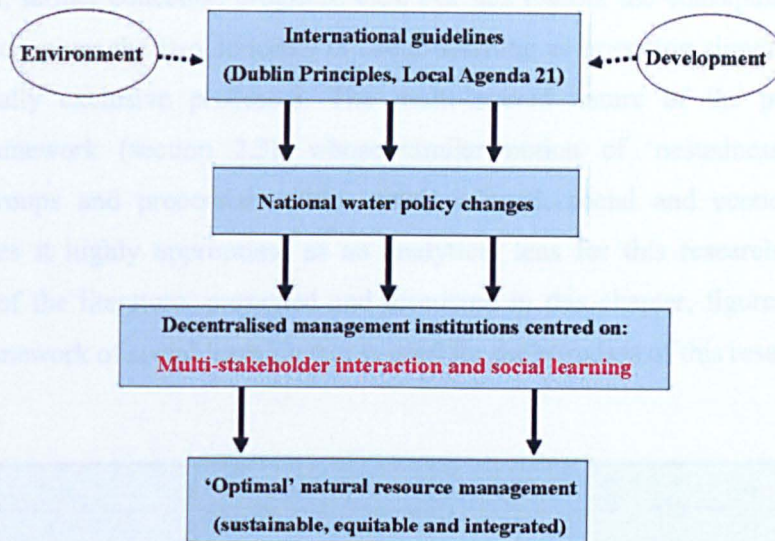 International guidelines
Environment
Development
(Dublin Principles, Local Agenda 21)
National water policy changes
Decentralised management institutions centred on:
Multi-stakeholder interaction and social learning
'Optimal' natural resource management
(sustainable, equitable and integrated)